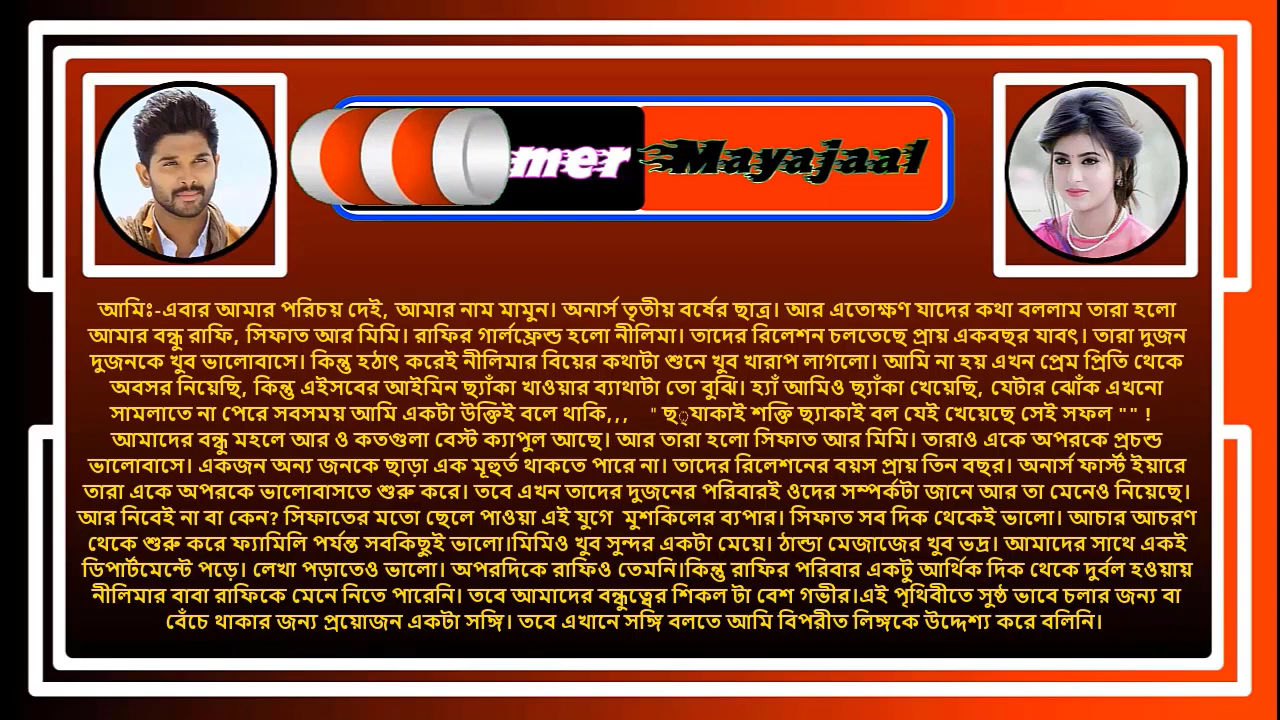 mer Mayajaal
আমিঃ-এবার আমার পরিচয় দেই, আমার নাম মামুন। অনার্স তৃতীয় বর্ষের ছাত্র। আর এতোক্ষণ যাদের কথা বললাম তারা হলো
আমার বন্ধু রাফি, সিফাত আর মিমি। রাফির গার্লফ্রেন্ড হলো নীলিমা। তাদের রিলেশন চলতেছে প্রায় একবছর যাবৎ। তারা দুজন
দুজনকে খুব ভালোবাসে। কিন্তু হঠাৎ করেই নীলিমার বিয়ের কথাটা শুনে খুব খারাপ লাগলো। আমি না হয় এখন প্রেম প্রিতি থেকে
অবসর নিয়েছি, কিন্তু এইসবের আইমিন ছ্যাঁকা খাওয়ার ব্যাথাটা তো বুঝি। হ্যাঁ আমিও ছ্যাঁকা খেয়েছি, যেটার ঝোঁক এখনো
সামলাতে না পেরে সবসময় আমি একটা উক্তিই বলে থাকি,,, " ছ্যাকাই শক্তি ছ্যাকাই বল যেই খেয়েছে সেই সফল "" !
আমাদের বন্ধু মহলে আর ও কতগুলা বেস্ট ক্যাপুল আছে। আর তারা হলো সিফাত আর মিমি। তারাও একে অপরকে প্রচন্ড
ভালোবাসে। একজন অন্য জনকে ছাড়া এক মূহুর্ত থাকতে পারে না। তাদের রিলেশনের বয়স প্রায় তিন বছর। অনার্স ফার্স্ট ইয়ারে
তারা একে অপরকে ভালোবাসতে শুরু করে। তবে এখন তাদের দুজনের পরিবারই ওদের সম্পর্কটা জানে আর তা মেনেও নিয়েছে।
আর নিবেই না বা কেন? সিফাতের মতো ছেলে পাওয়া এই যুগে মুশকিলের ব্যপার। সিফাত সব দিক থেকেই ভালো। আচার আচরণ
থেকে শুরু করে ফ্যামিলি পর্যন্ত সবকিছুই ভালো।মিমিও খুব সুন্দর একটা মেয়ে। ঠান্ডা মেজাজের খুব ভদ্র। আমাদের সাথে একই
ডিপার্টমেন্টে পড়ে। লেখা পড়াতেও ভালো। অপরদিকে রাফিও তেমনি।কিন্তু রাফির পরিবার একটু আর্থিক দিক থেকে দুর্বল হওয়ায়
নীলিমার বাবা রাফিকে মেনে নিতে পারেনি। তবে আমাদের বন্ধুত্বের শিকল টা বেশ গভীর।এই পৃথিবীতে সুষ্ঠ ভাবে চলার জন্য বা
বেঁচে থাকার জন্য প্রয়োজন একটা সঙ্গি। তবে এখানে সঙ্গি বলতে আমি বিপরীত লিঙ্গকে উদ্দেশ্য করে বলিনি।